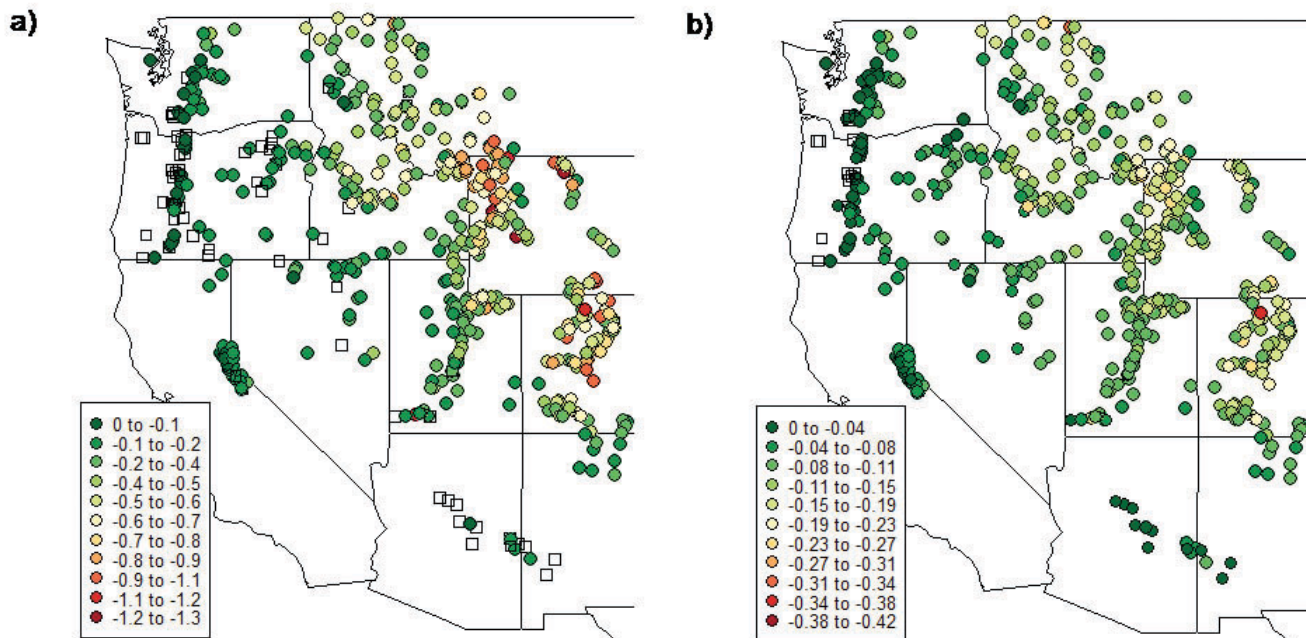 a)
0 to -0.1
-0.1 to -0.2
-0.2 to -0.4
-0.4 to -0.5
-0.5 to -0.6
-0.6 to -0.7
-0.7 to -0.8
-0.8 to -0.9
-0.9 to -1.1
-1.1 to -1.2
-1.2 to -1.3
b)
0 to -0.04
-0.04 to -0.08
-0.08 to -0.11
-0.11 to -0.15
-0.15 to -0.19
-0.19 to -0.23
-0.23 to -0.27
-0.27 to -0.31
-0.31 to -0.34
-0.34 to -0.38
-0.38 to -0.42